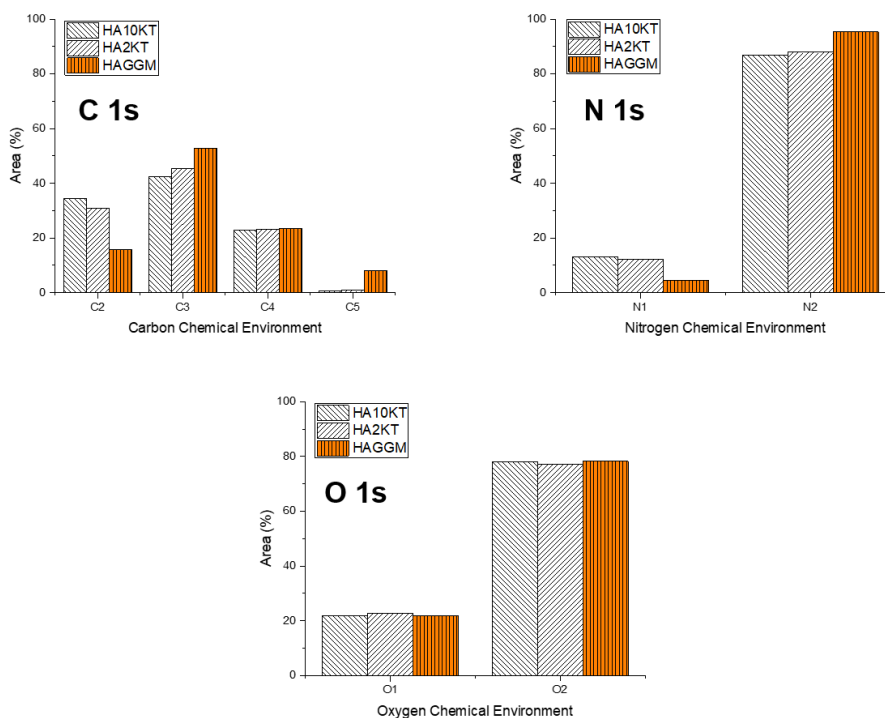 100
80
60
40
20
0
Area (%)
HA10KT
HA2KT
HAGGM
C 1s
C2 C3 C4 C5
Carbon Chemical Environment
100
80
60
40
20
0
Area (%)
HA10KT
HA2KT
HAGGM
N 1s
N1 N2
Nitrogen Chemical Environment
100
80
60
40
20
0
Area (%)
HA10KT
HA2KT
HAGGM
O 1s
O1 O2
Oxygen Chemical Environment